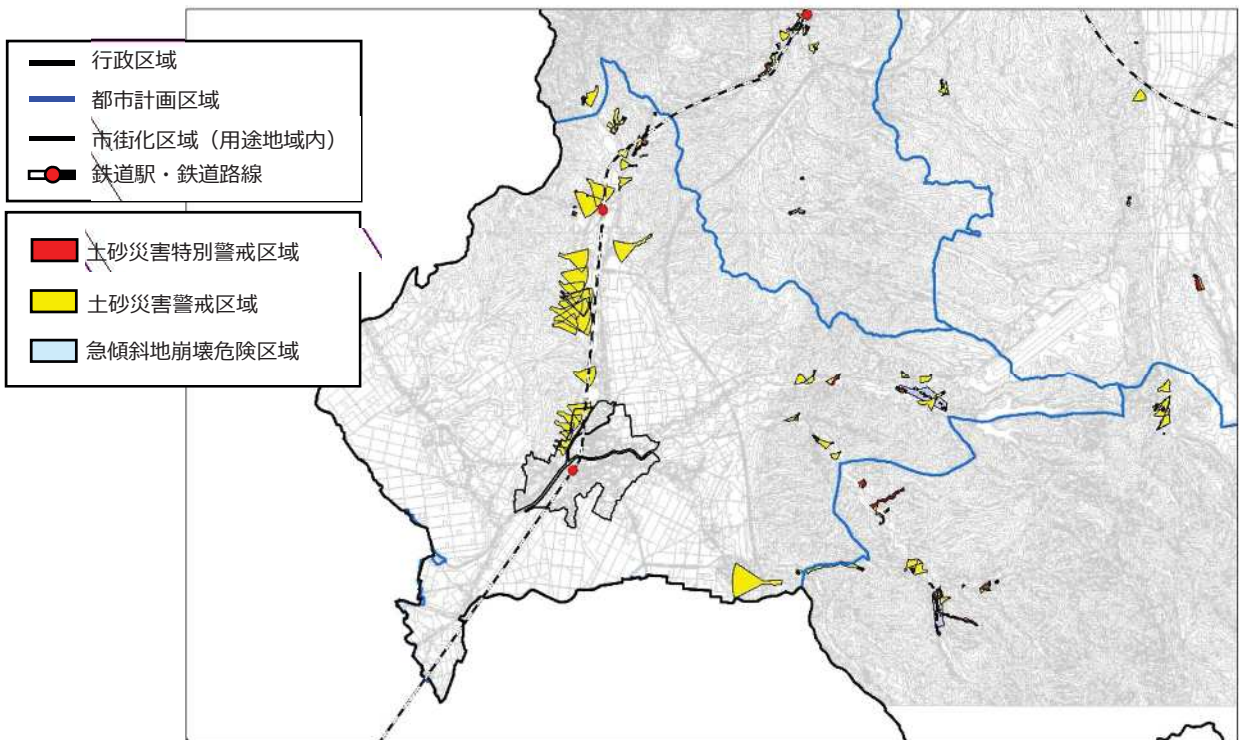 行政区域
都市計画区域
市街化区域（用途地域内）
鉄道駅・鉄道路線
土砂災害特別警戒区域
土砂災害警戒区域
急傾斜地崩壊危険区域